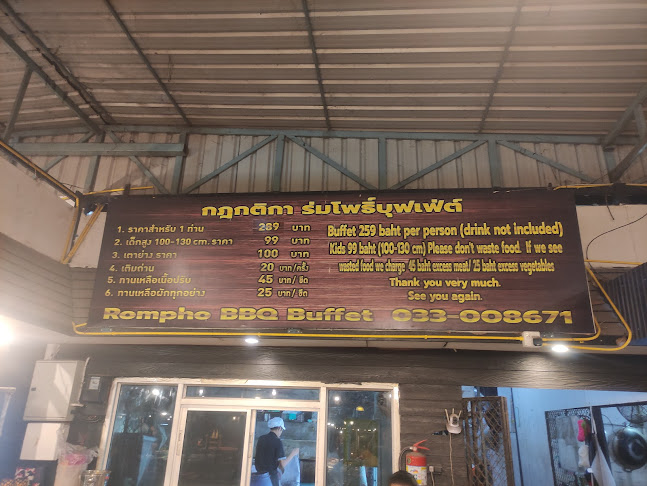 กฎกติกา ร่มโพธิ์บุฟเฟ่ต์
1. ราคาสำหรับ 1 ท่าน 289 บาท
2. เด็กสูง 100-130 cm. ราคา 99 บาท
3. เตาย่าง ราคา 100 บาท
4. เติมถ่าน 20 บาท/ครั้ง
5. ทานเหลือเนื้อปรับ 45 บาท/ ขีด
6. ทานเหลือผักทุกอย่าง 25 บาท/ ขีด
Buffet 259 baht per person (drink not included)
Kids 99 baht (100-130 cm) Please don't waste food. If we see
wasted food we charge 45 baht excess meat/ 25 baht excess vegetables
Thank you very much.
See you again.
Rompho BBQ Buffet 033-008671